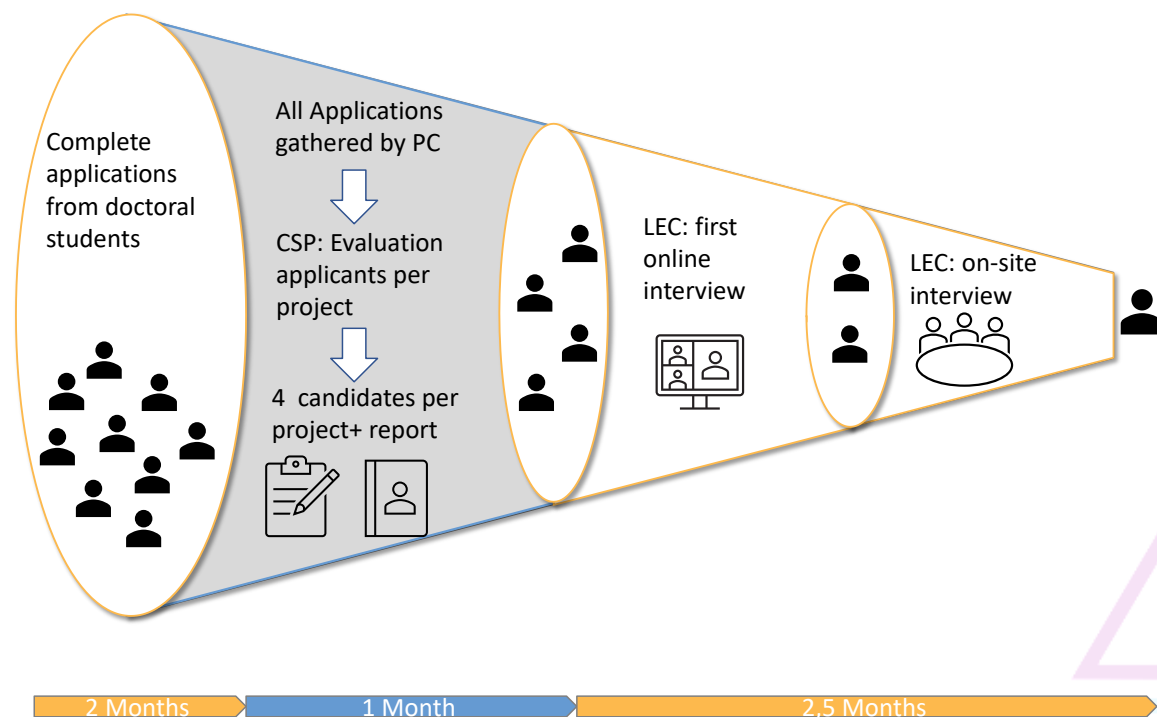 Complete
applications
from doctoral
students
All Applications
gathered by PC
CSP: Evaluation
applicants per
project
4  candidates per
project+ report
LEC: first
online
interview
LEC: on-site
interview
2 Months
1 Month
2,5 Months